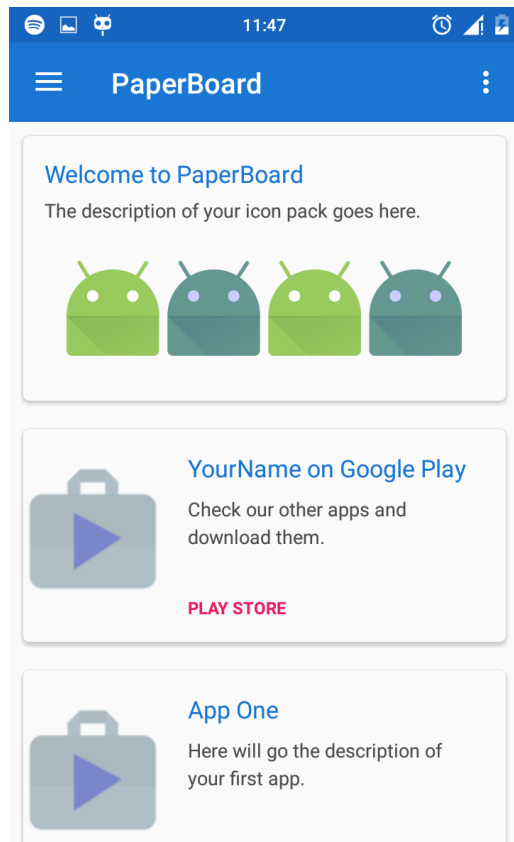 11:47
PaperBoard
Welcome to PaperBoard
The description of your icon pack goes here.
YourName on Google Play
Check our other apps and
download them.
PLAY STORE
App One
Here will go the description of
your first app.